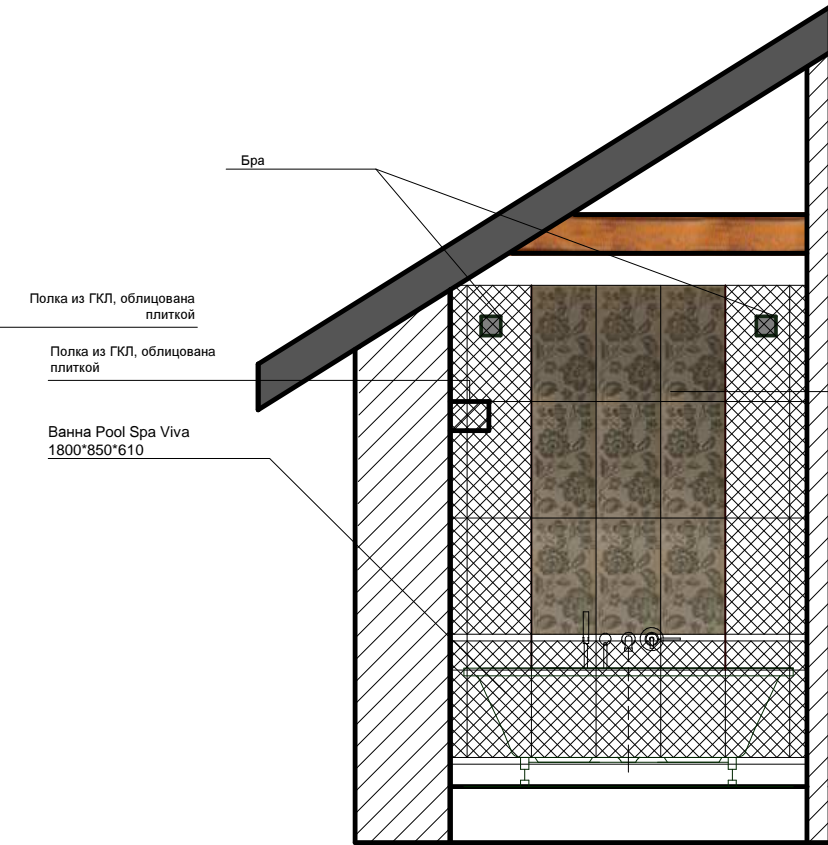 Бра
Полка из ГКЛ, облицована
плиткой
Полка из ГКЛ, облицована
плиткой
Ванна Pool Spa Viva
1800*850*610